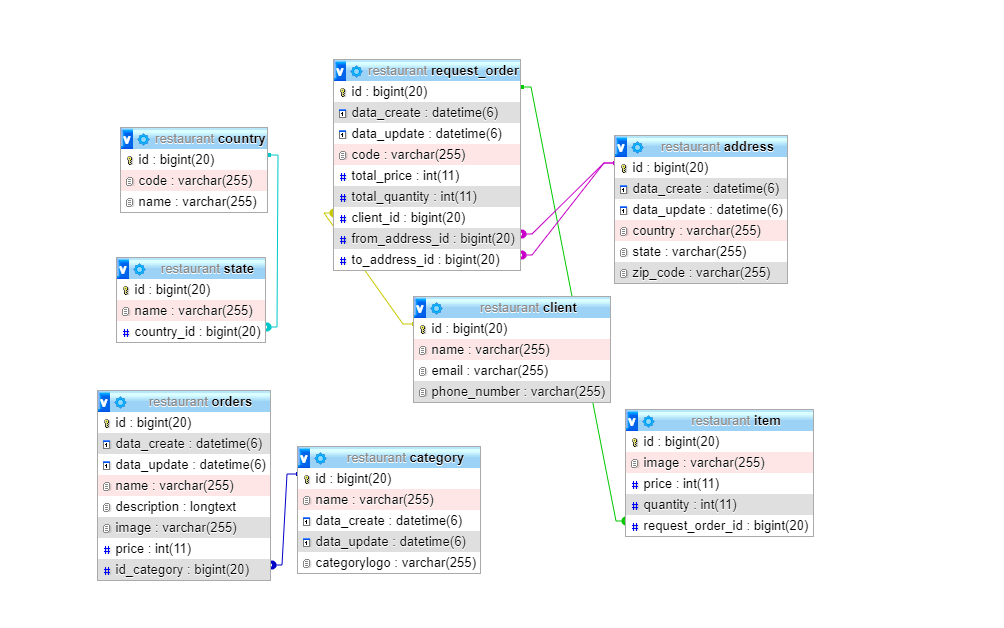 restaurant request_order
id : bigint(20)
data_create : datetime(6)
data_update : datetime(6)
code : varchar(255)
total_price : int(11)
total_quantity : int(11)
client_id : bigint(20)
from_address_id : bigint(20)
to_address_id : bigint(20)
restaurant country
id : bigint(20)
code : varchar(255)
name : varchar(255)
restaurant address
id : bigint(20)
data_create : datetime(6)
data_update : datetime(6)
country : varchar(255)
state : varchar(255)
zip_code : varchar(255)
restaurant state
id : bigint(20)
name : varchar(255)
country_id : bigint(20)
restaurant client
id : bigint(20)
name : varchar(255)
email : varchar(255)
phone_number : varchar(255)
restaurant orders
id : bigint(20)
data_create : datetime(6)
data_update : datetime(6)
name : varchar(255)
description : longtext
image : varchar(255)
price : int(11)
id_category : bigint(20)
restaurant category
id : bigint(20)
name : varchar(255)
data_create : datetime(6)
data_update : datetime(6)
categorylogo : varchar(255)
restaurant item
id : bigint(20)
image : varchar(255)
price : int(11)
quantity : int(11)
request_order_id : bigint(20)